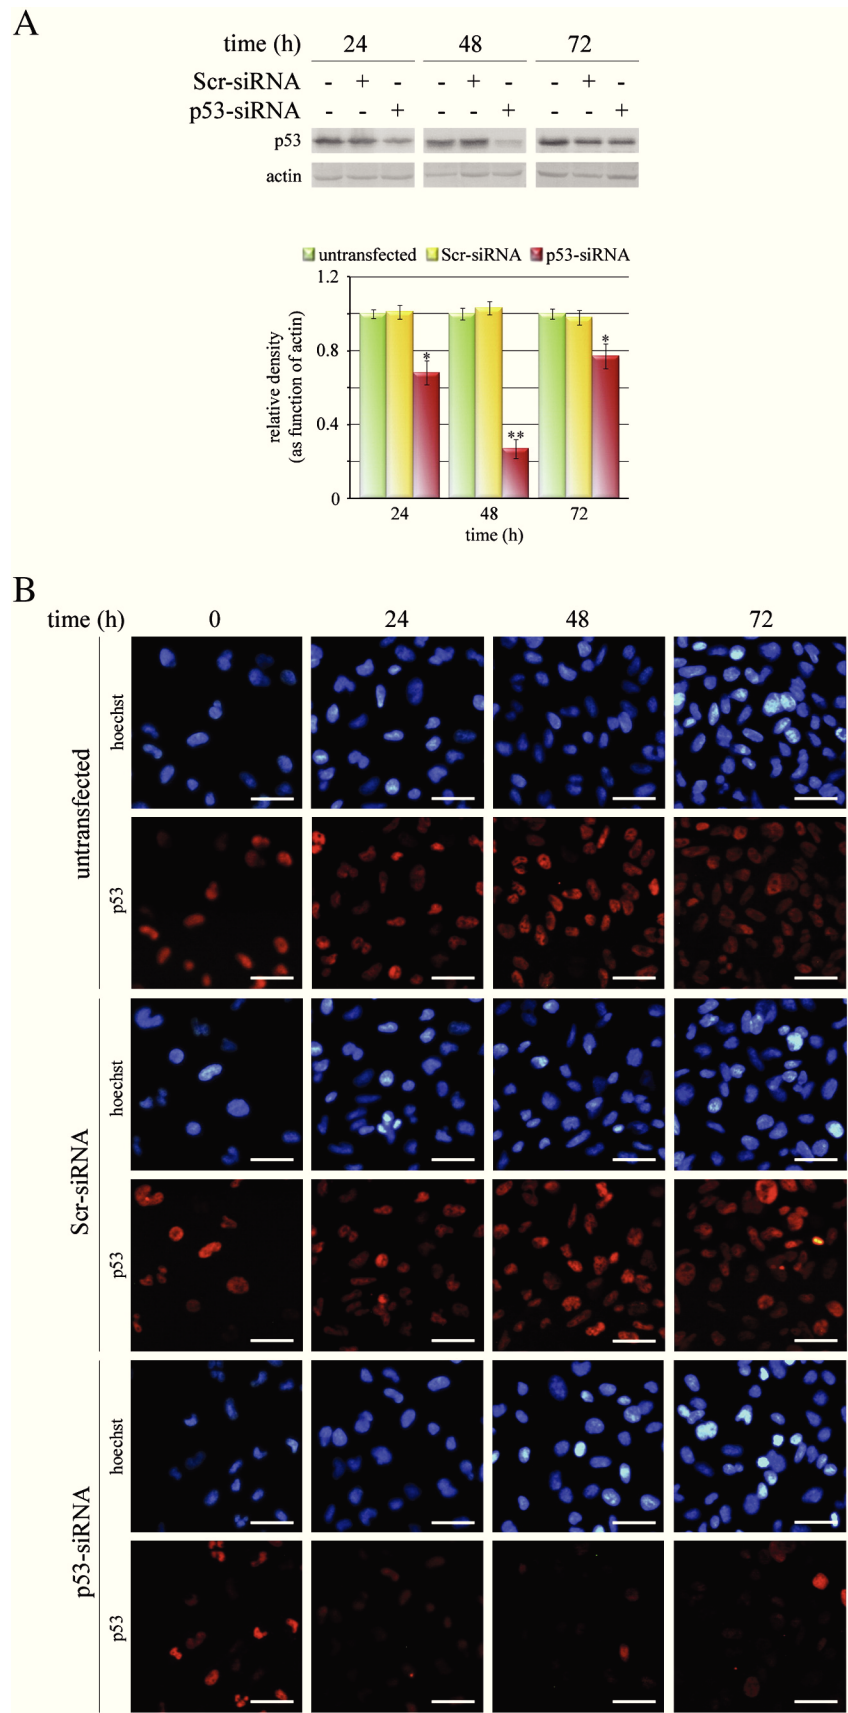 A
time (h) 24 48 72
Scr-siRNA - + - - + - - + -
p53-siRNA - - + - - + - - +
p53
actin
untransfected Scr-siRNA p53-siRNA
1.2
0.8
0.4
0
relative density
(as function of actin)
* ** *
24 48 72
time (h)
B
time (h) 0 24 48 72
untransfected
hoechst
p53
Scr-siRNA
hoechst
p53
p53-siRNA
hoechst
p53